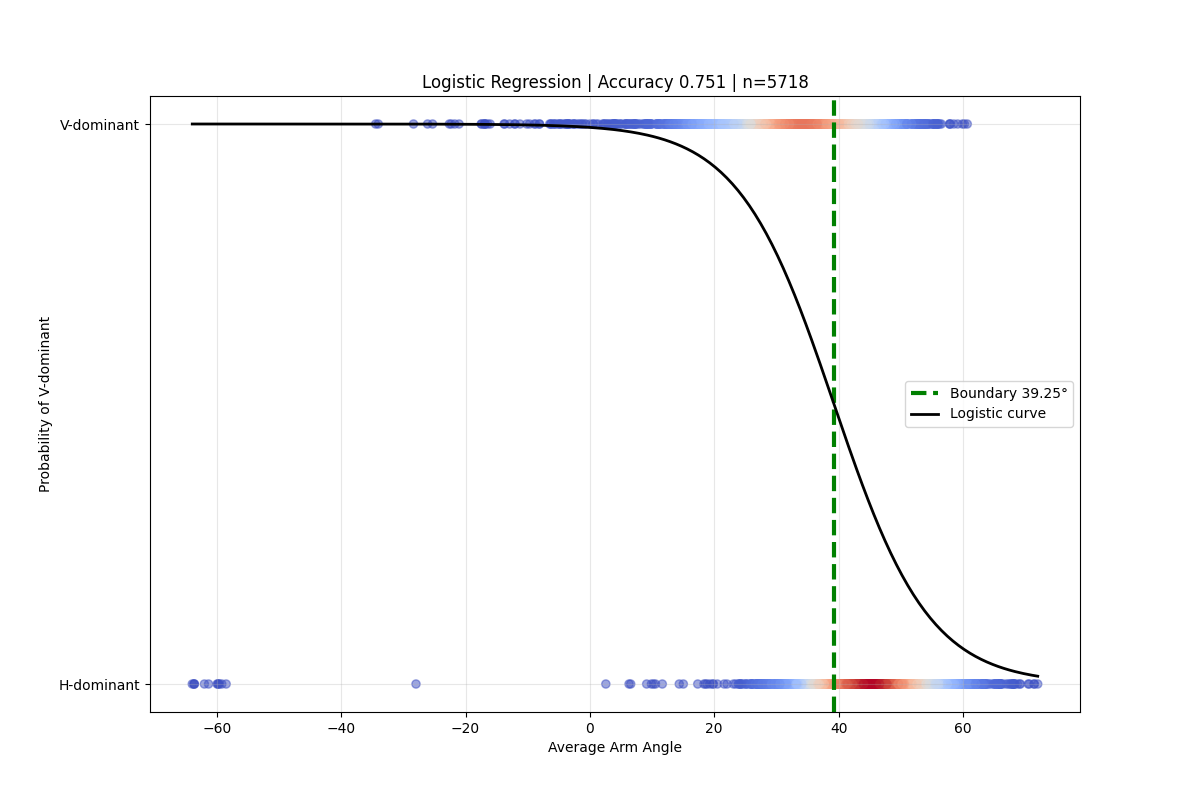 Logistic Regression | Accuracy 0.751 | n=5718
V-dominant
Probability of V-dominant
Boundary 39.25°
Logistic curve
H-dominant
−60
−40
−20
0
20
40
60
Average Arm Angle